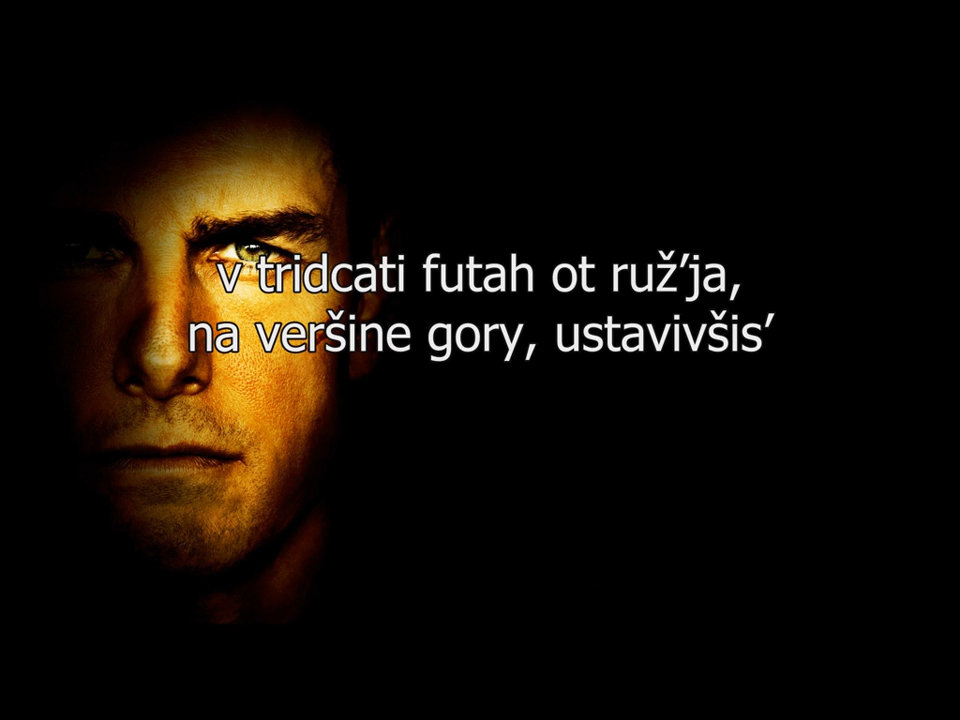 v tridcati futah ot ruž’ja,
na veršine gory, ustavivšis’